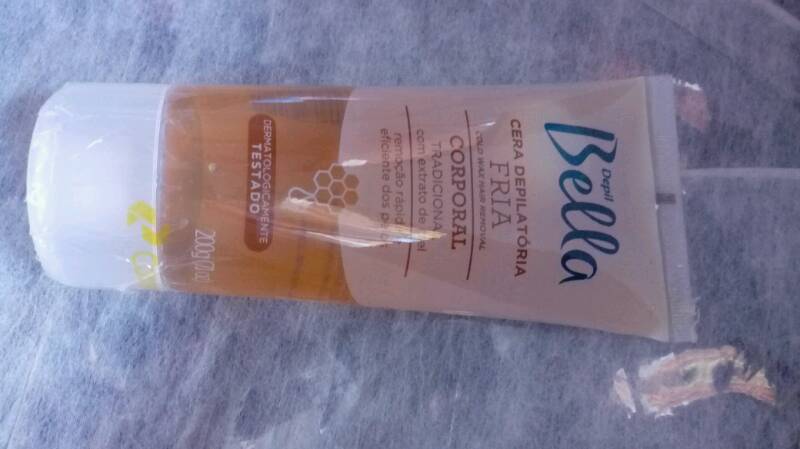 Depil
Bella
CERA DEPILATÓRIA
FRIA
COLD WAX HAIR REMOVAL
CORPORAL
TRADICIONAL
com extrato de
remoção rápida
eficiente dos
DERMATOLOGICAMENTE
TESTADO
200g